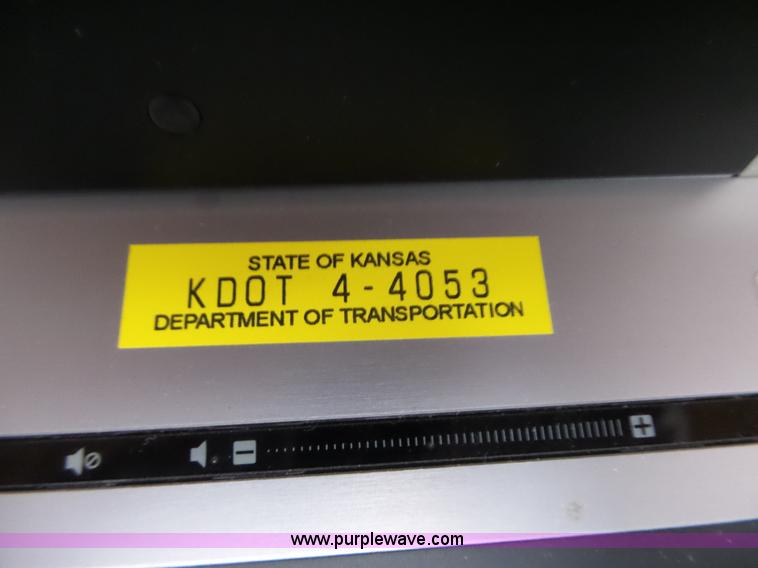 STATE OF KANSAS
KDOT 4-4053
DEPARTMENT OF TRANSPORTATION
www.purplewave.com